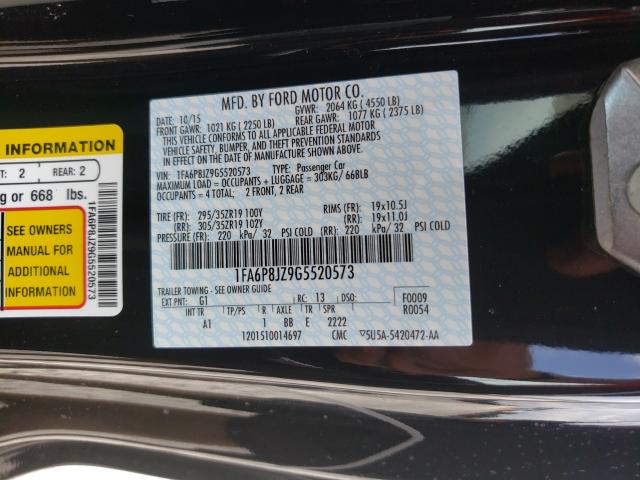 MFD. BY FORD MOTOR CO.
10/15 GVWR: 2064 KG ( 4550 LB)
FRONT GAWR: 1021 KG ( 2250 LB) REAR GAWR: 1077 KG ( 2375 LB)
THIS VEHICLE CONFORMS TO ALL APPLICABLE FEDERAL MOTOR
VEHICLE SAFETY, BUMPER, AND THEFT PREVENTION STANDARDS
IN EFFECT ON THE DATE OF MANUFACTURE SHOWN ABOVE.
VIN: 1FA6P8JZ9G5520573 TYPE: Passenger Car
MAXIMUM LOAD = OCCUPANTS + LUGGAGE = 303KG/ 668LB
OCCUPANTS = 4 TOTAL; 2 FRONT, 2 REAR
TIRE (FR) 295/35ZR19 100Y RIMS (FR) 19x10.5J
(RR) 305/35ZR19 102Y (RR) 19x11.0J
PRESSURE (FR) 220 kPa/ 32 PSI COLD (RR) 220 kPa/ 32 PSI COLD
1FA6P8JZ9G5520573
TRAILER TOWING - SEE OWNER GUIDE
EXT PNT: G1 RC: 13 DSO: F0009
INT TR TP/PS R AXLE TR SPR R0054
A1 1 BB E 2222
1201510014697 CMC ▽5U5A-5420472-AA
INFORMATION
2 REAR: 2
or 668 lbs.
SEE OWNERS
MANUAL FOR
ADDITIONAL
INFORMATION
1FA6P8JZ9G5520573